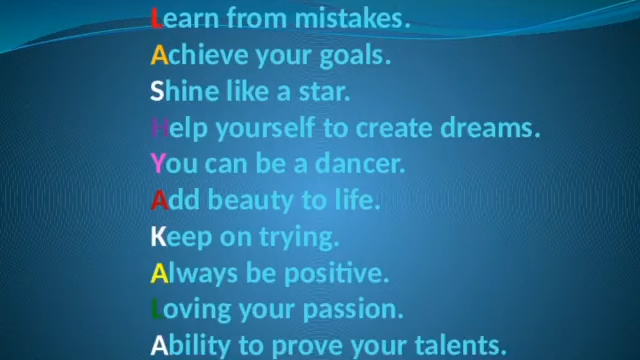 Learn from mistakes.
Achieve your goals.
Shine like a star.
Help yourself to create dreams.
You can be a dancer.
Add beauty to life.
Keep on trying.
Always be positive.
Loving your passion.
Ability to prove your talents.